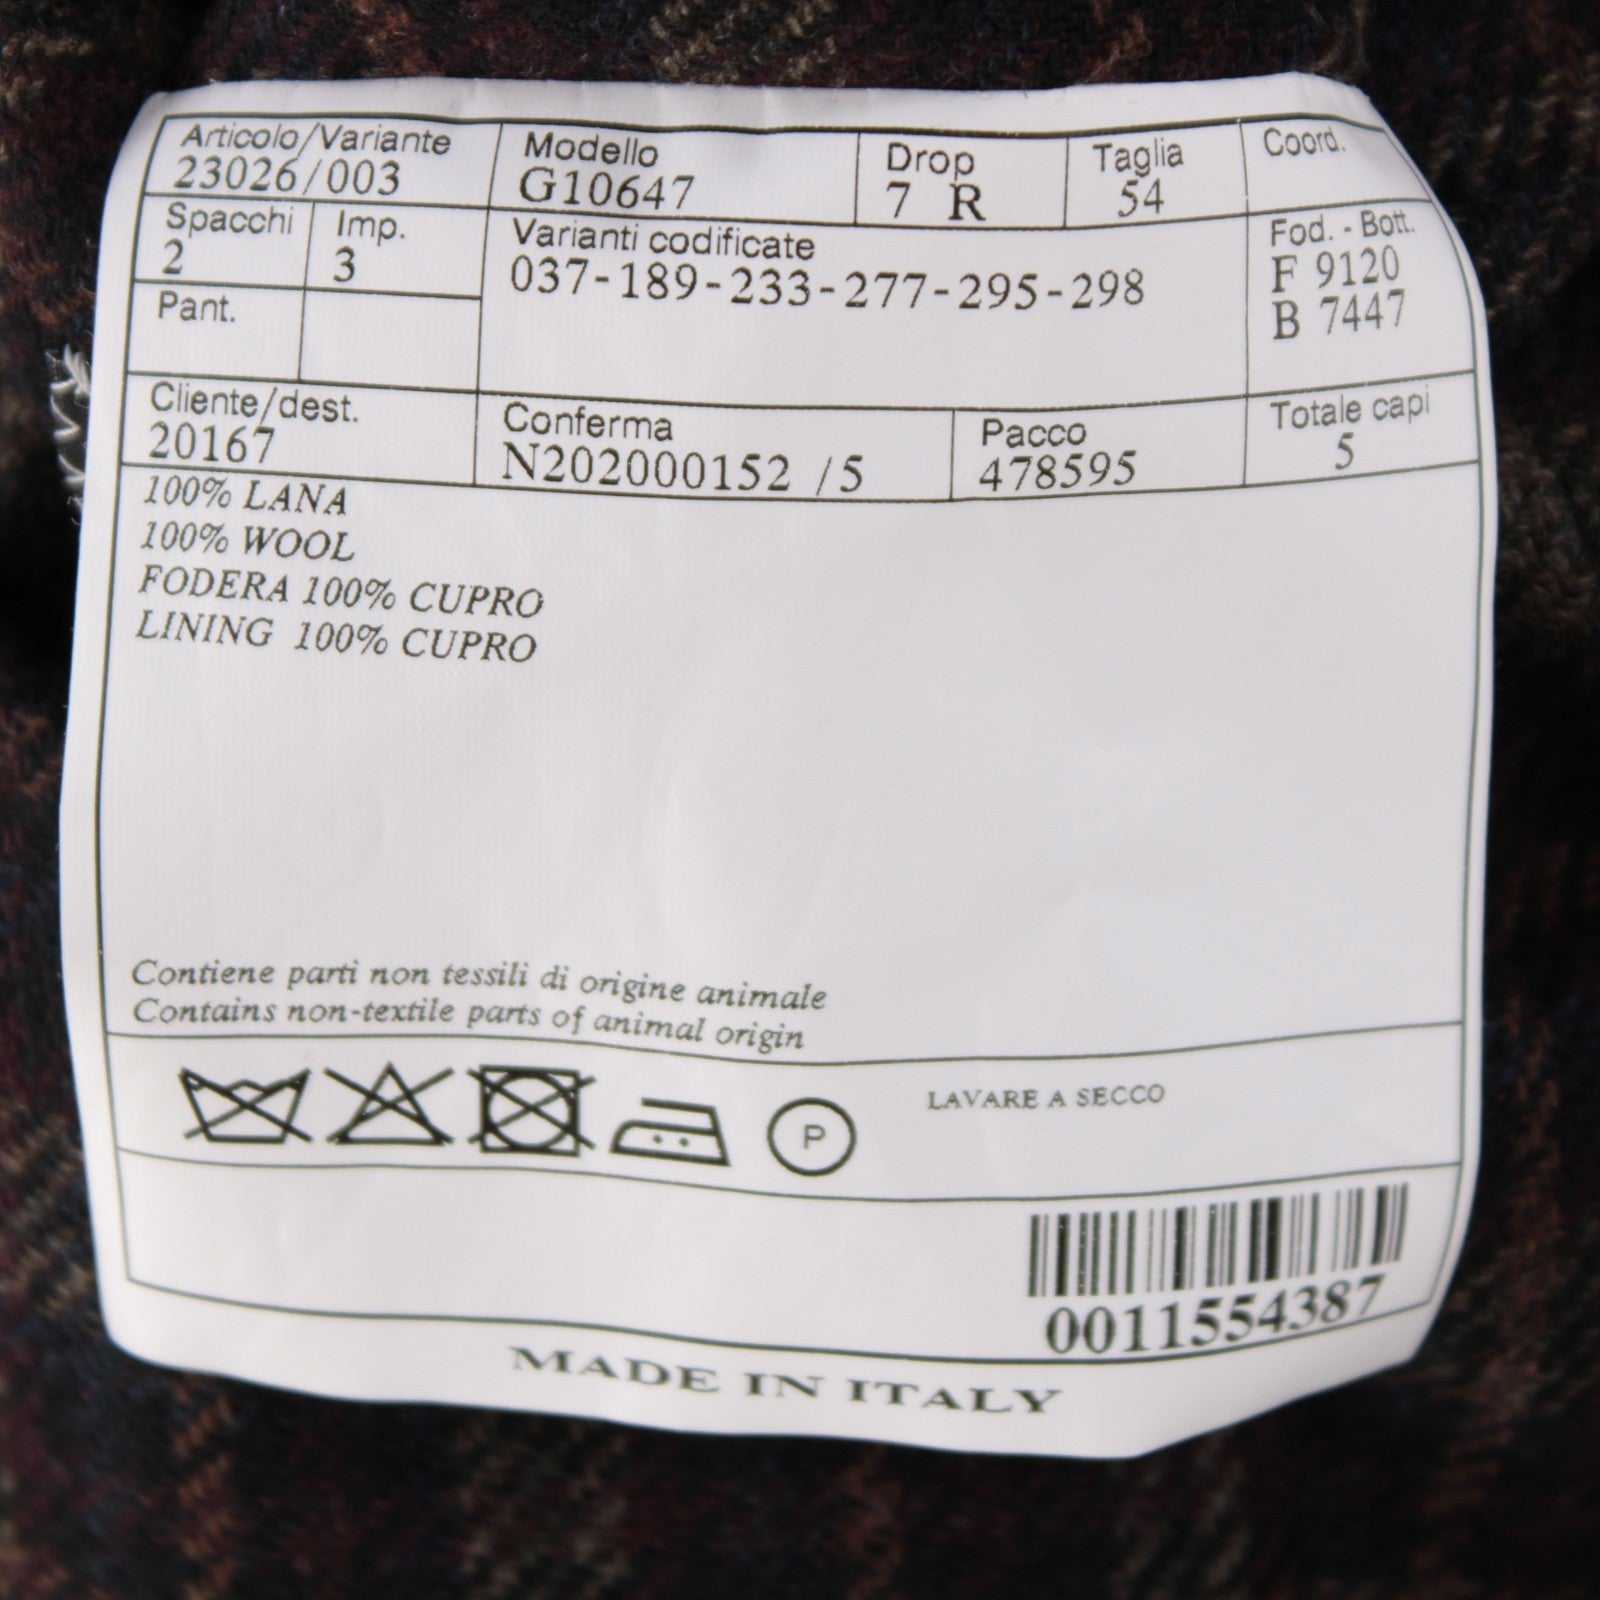 Articolo/Variante Modello Drop Taglia Coord.
23026/003 G10647 7 R 54
Spacchi Imp. Varianti codificate Fod. - Bott.
2 3 037-189-233-277-295-298 F 9120
Pant. B 7447
Cliente/dest. Conferma Pacco Totale capi
20167 N202000152 /5 478595 5
100% LANA
100% WOOL
FODERA 100% CUPRO
LINING 100% CUPRO
Contiene parti non tessili di origine animale
Contains non-textile parts of animal origin
P LAVARE A SECCO
0011554387
MADE IN ITALY